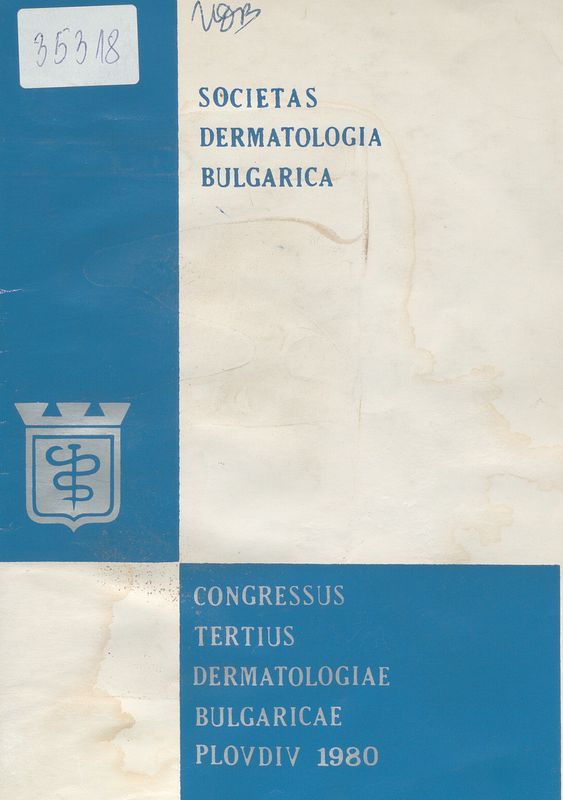 35318
SOCIETAS
DERMATOLOGIA
BULGARICA
CONGRESSUS
TERTIUS
DERMATOLOGIAE
BULGARICAE
PLOVDIV 1980